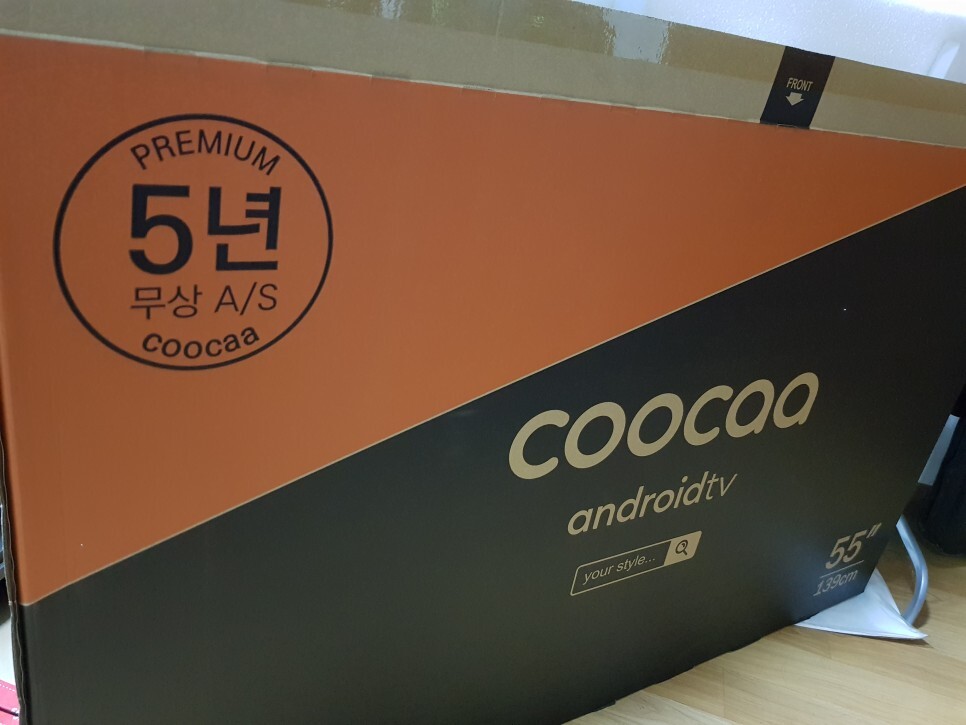 FRONT
PREMIUM
5년
무상 A/S
coocaa
coocaa
androidtv
your style...
55"
139cm